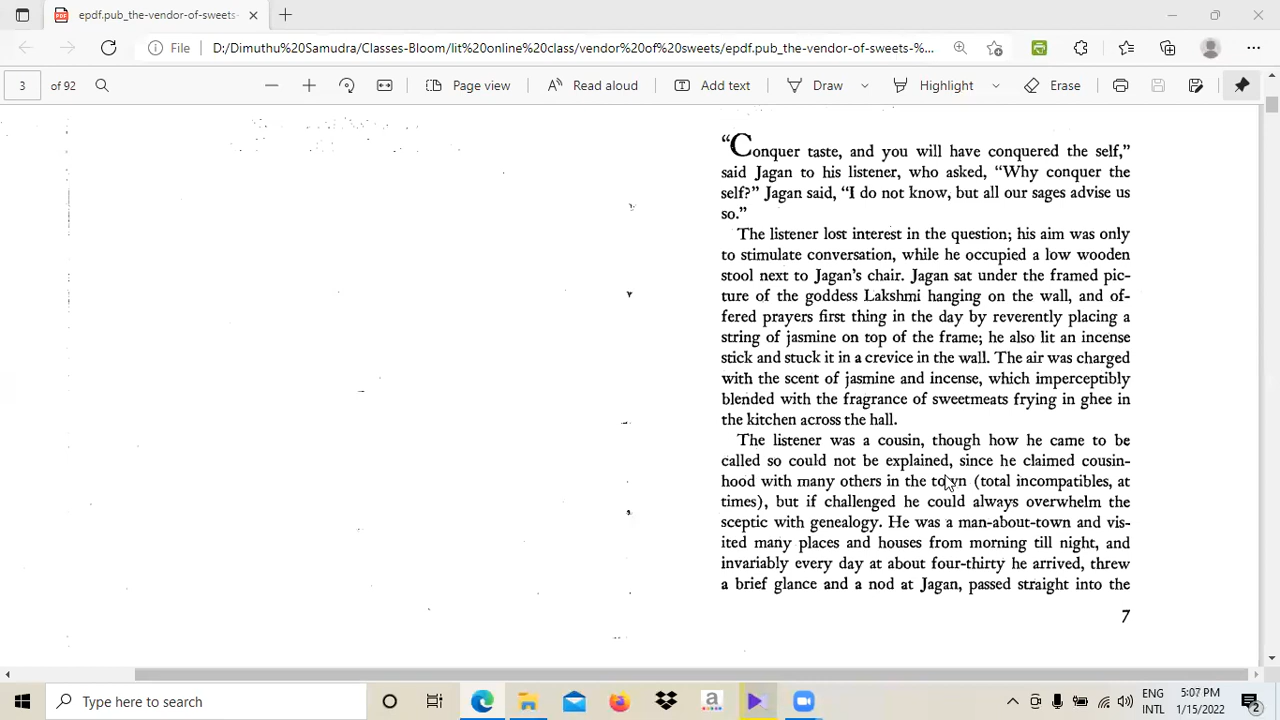 epdf.pub_the-vendor-of-sweets-
File
D:/Dimuthu%20Samudra/Classes-Bloom/lit%20online%20class/vendor%20of%20sweets/epdf.pub_the-vendor-of-sweets-%...
3 of 92
Page view
Read aloud
Add text
Draw
Highlight
Erase
“Conquer taste, and you will have conquered the self,”
said Jagan to his listener, who asked, “Why conquer the
self?” Jagan said, “I do not know, but all our sages advise us
so.”
The listener lost interest in the question; his aim was only
to stimulate conversation, while he occupied a low wooden
stool next to Jagan’s chair. Jagan sat under the framed pic-
ture of the goddess Lakshmi hanging on the wall, and of-
fered prayers first thing in the day by reverently placing a
string of jasmine on top of the frame; he also lit an incense
stick and stuck it in a crevice in the wall. The air was charged
with the scent of jasmine and incense, which imperceptibly
blended with the fragrance of sweetmeats frying in ghee in
the kitchen across the hall.
The listener was a cousin, though how he came to be
called so could not be explained, since he claimed cousin-
hood with many others in the town (total incompatibles, at
times), but if challenged he could always overwhelm the
sceptic with genealogy. He was a man-about-town and vis-
ited many places and houses from morning till night, and
invariably every day at about four-thirty he arrived, threw
a brief glance and a nod at Jagan, passed straight into the
7
Type here to search
ENG
INTL
5:07 PM
1/15/2022
2